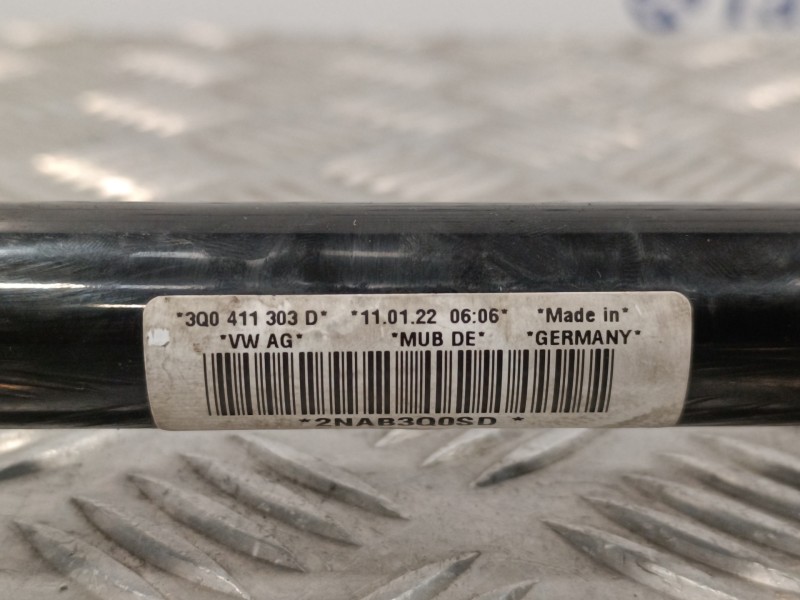 *3Q0 411 303 D* *11.01.22 06:06* *Made in*
*VW AG* *MUB DE* *GERMANY*
*2NAB3Q0SD *